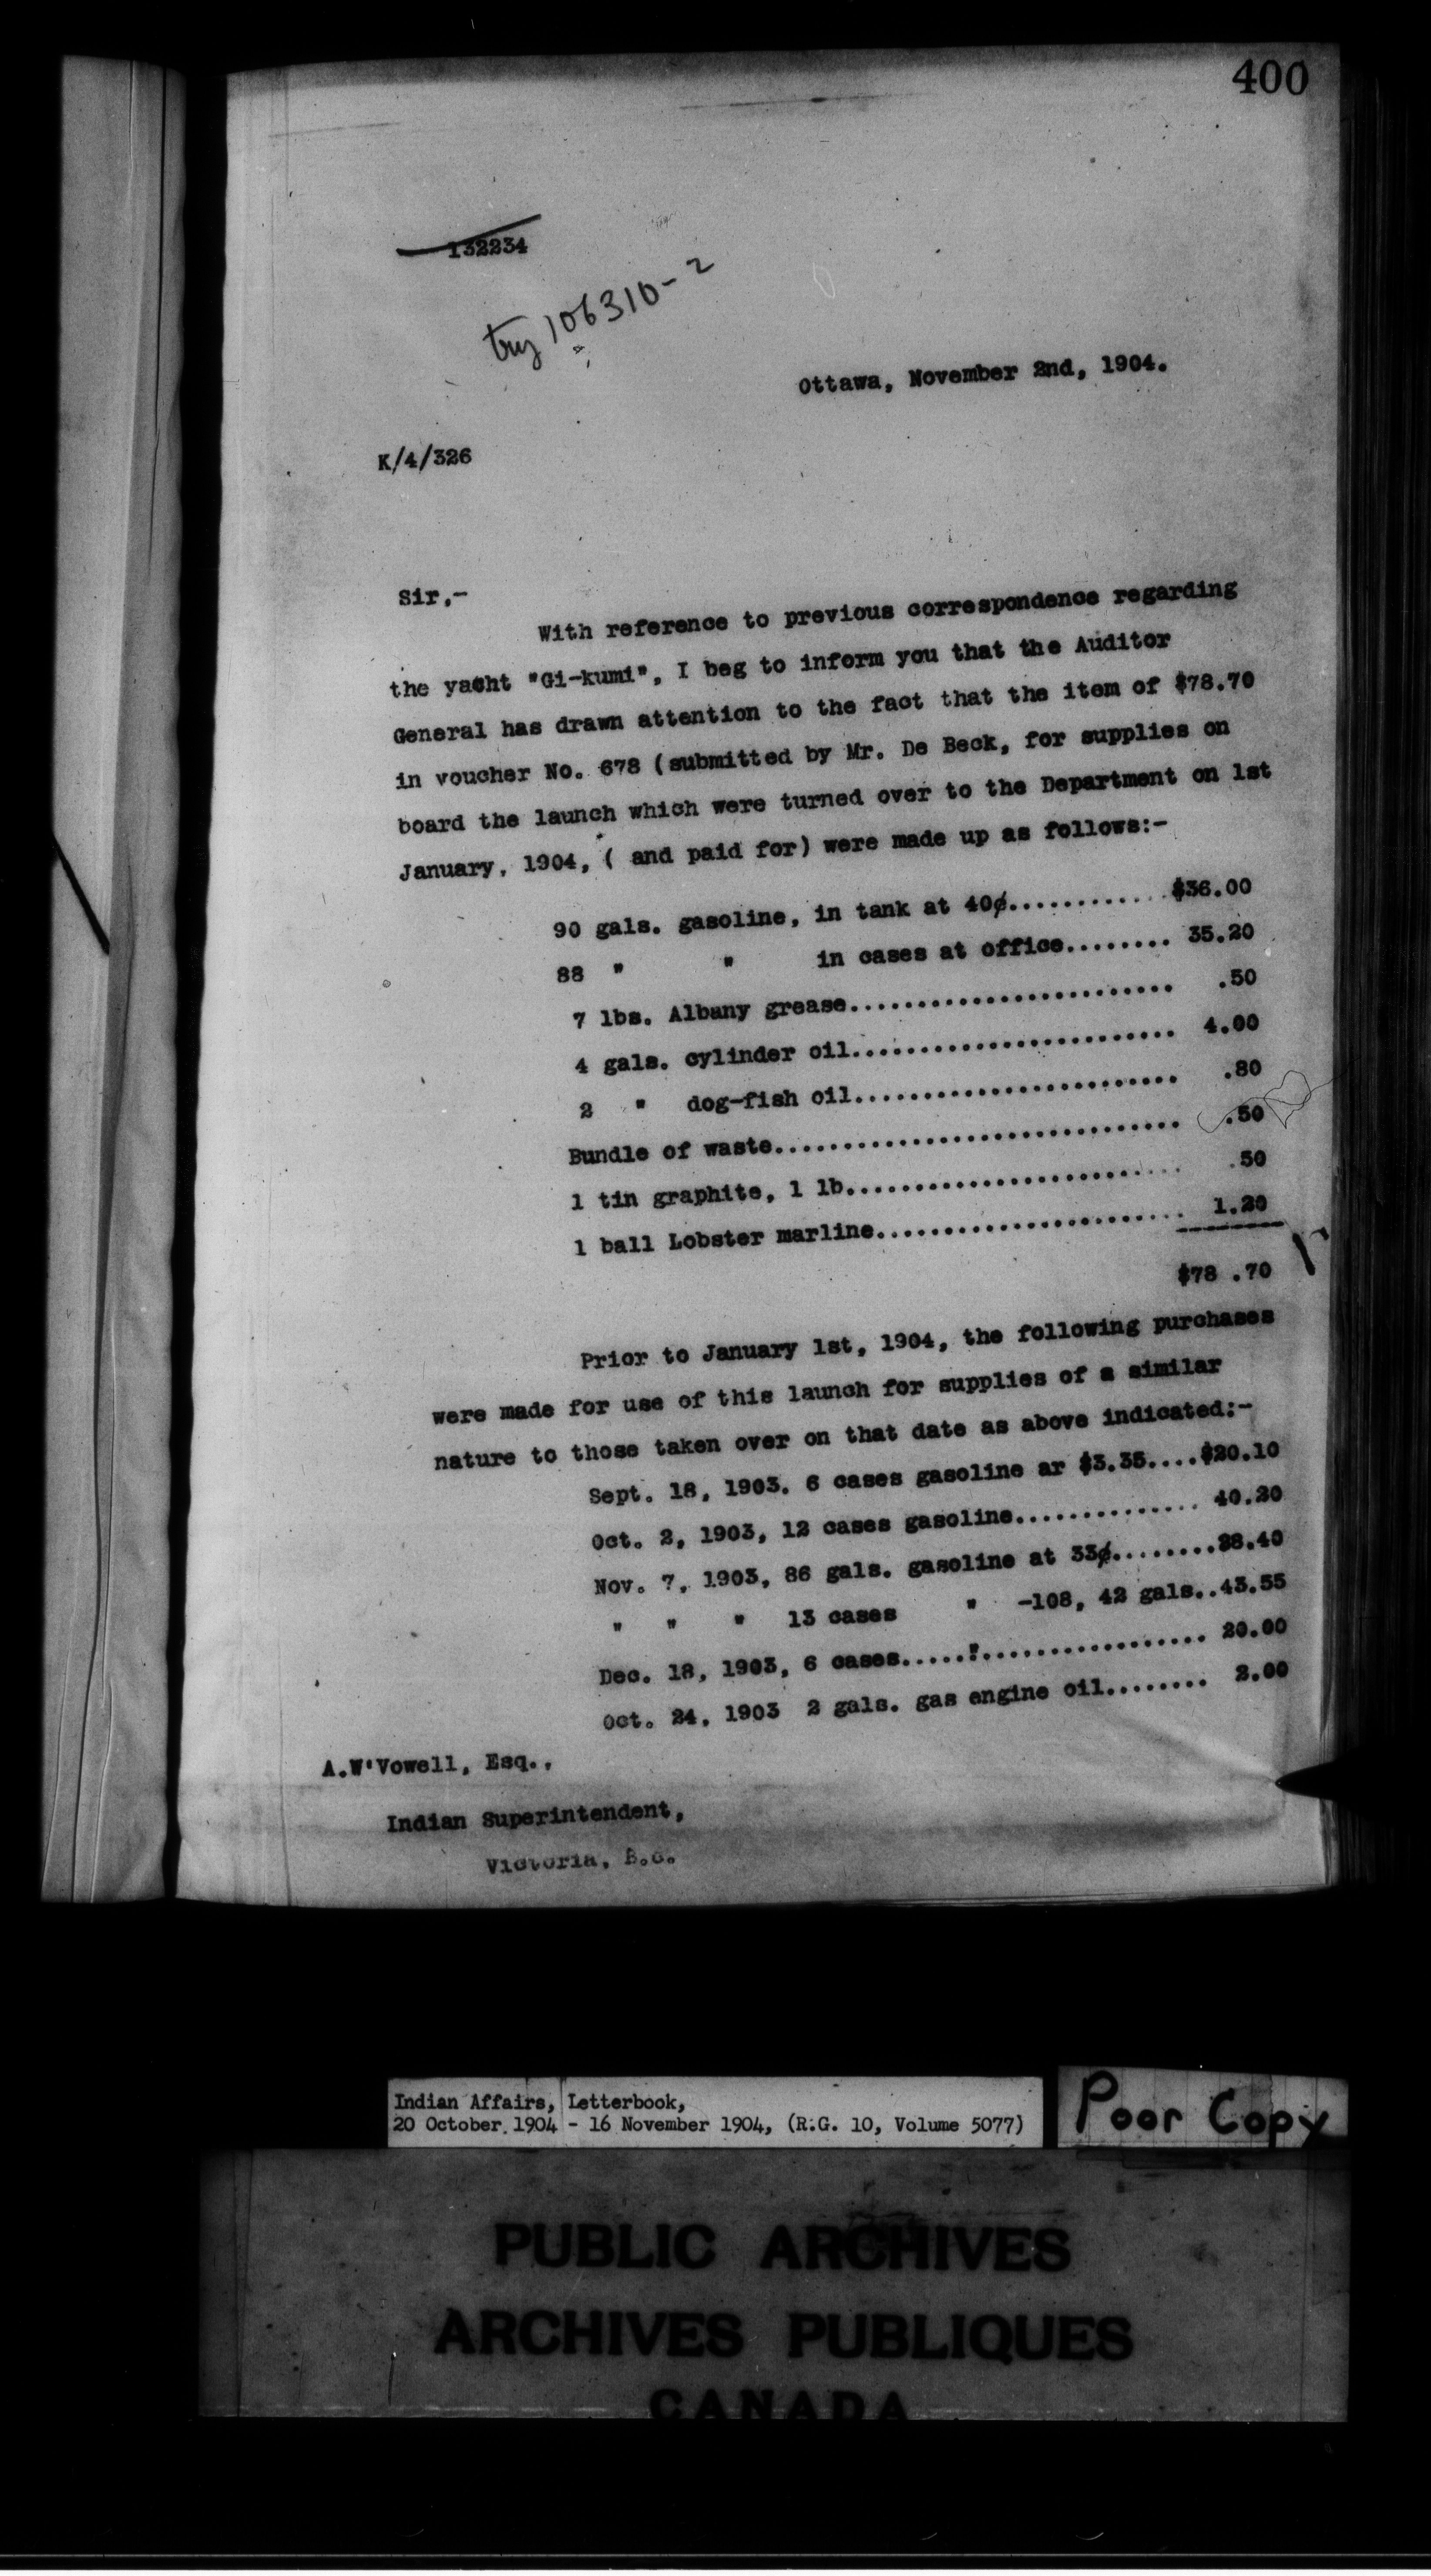 400
132234
try 106310-2
Ottawa, November 2nd, 1904.
K/4/326
Sir,-
With reference to previous correspondence regarding
the yacht "Gi-kumi", I beg to inform you that the Auditor
General has drawn attention to the fact that the item of $78.70
in voucher No. 678 (submitted by Mr. De Beck, for supplies on
board the launch which were turned over to the Department on 1st
January, 1904, ( and paid for) were made up as follows:-
90 gals. gasoline, in tank at 40¢............$36.00
88 " " in cases at office........ 35.20
7 lbs. Albany grease........................ .50
4 gals. cylinder oil........................ 4.00
2 " dog-fish oil........................ .80
Bundle of waste.............................. .50
1 tin graphite, 1 lb......................... .50
1 ball Lobster marline....................... 1.20
$78 .70
Prior to January 1st, 1904, the following purchases
were made for use of this launch for supplies of a similar
nature to those taken over on that date as above indicated:-
Sept. 18, 1903. 6 cases gasoline ar $3.35....$20.10
Oct. 2, 1903, 12 cases gasoline.............. 40.20
Nov. 7, 1903, 86 gals. gasoline at 33¢........28.40
" " " 13 cases " -108, 42 gals..43.55
Dec. 18, 1903, 6 cases.....".................. 20.00
Oct. 24, 1903 2 gals. gas engine oil........ 2.00
A.W'Vowell, Esq.,
Indian Superintendent,
Victoria, B.C.
Indian Affairs, Letterbook,
20 October 1904 - 16 November 1904, (R.G. 10, Volume 5077)
Poor Copy
PUBLIC ARCHIVES
ARCHIVES PUBLIQUES
CANADA